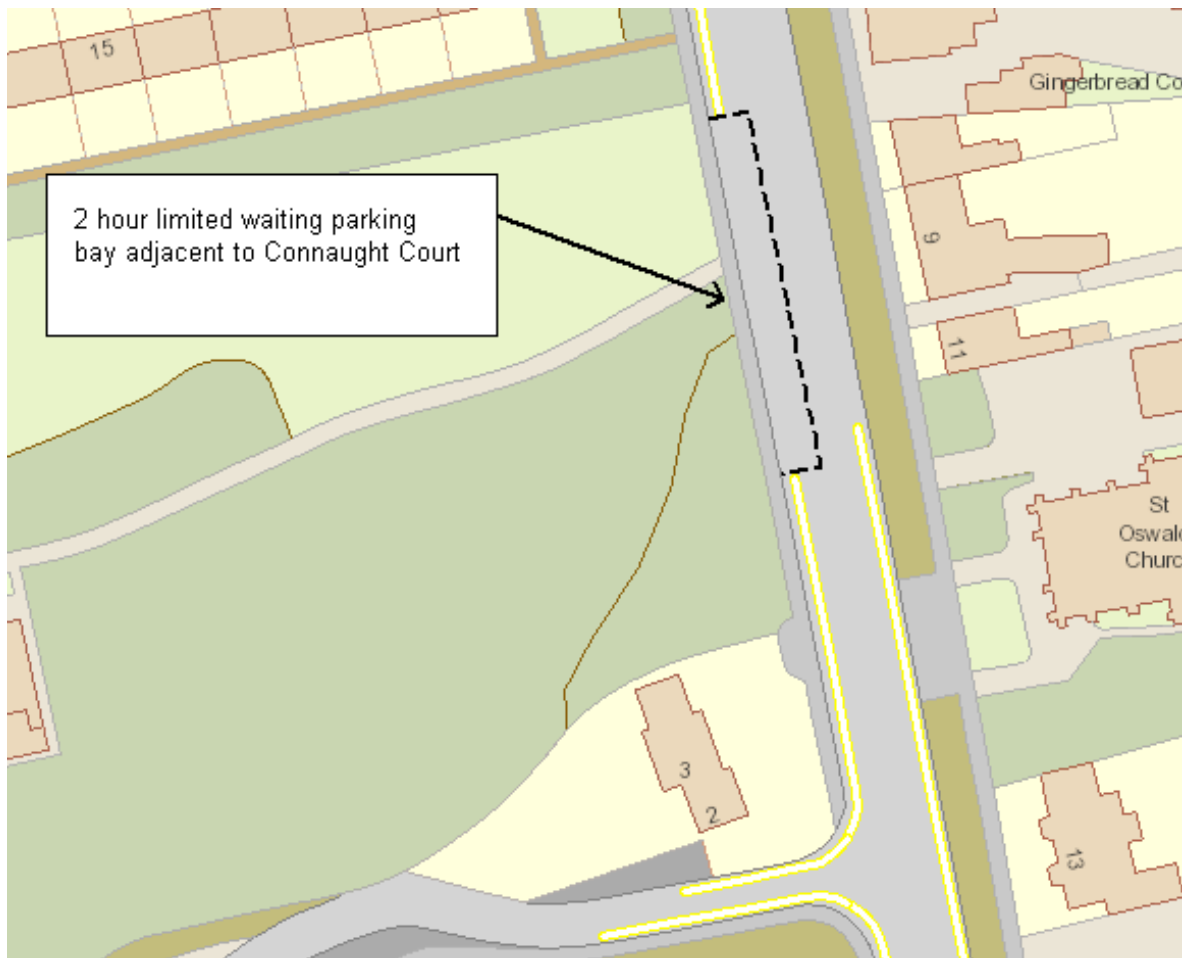 15
Gingerbread Co
2 hour limited waiting parking
bay adjacent to Connaught Court
9
11
St
Oswald
Churc
3
2
13